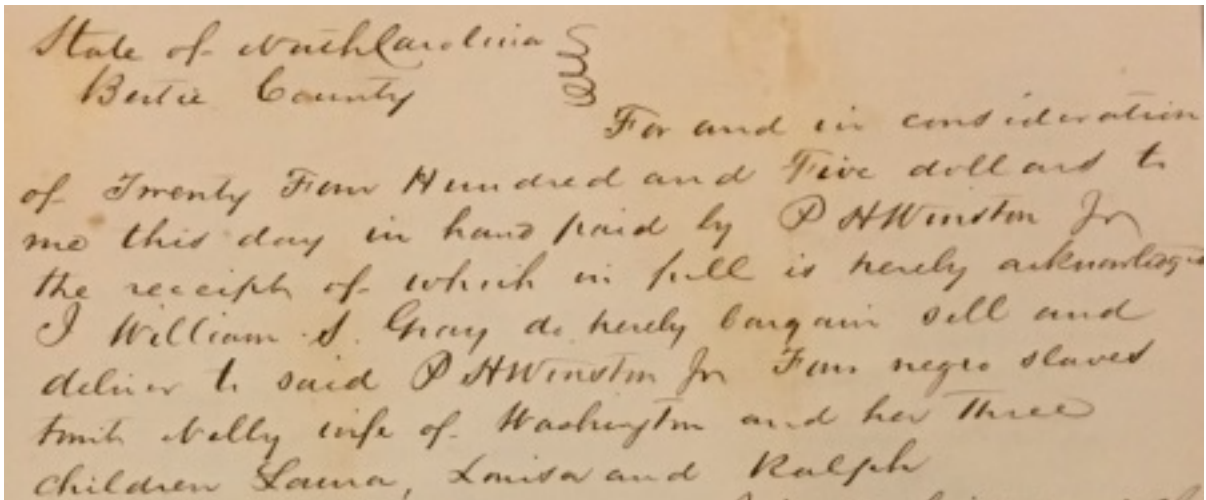 State of North Carolina
Bertie County
For and in consideration
of Twenty Four Hundred and Five dollars to
me this day in hand paid by P H Winston Jr
the receipt of which in full is hereby acknowledged
I William S. Gray do hereby bargain sell and
deliver to said P H Winston Jr Four negro slaves
towit Nelly wife of Washington and her three
children Laura, Louisa and Ralph